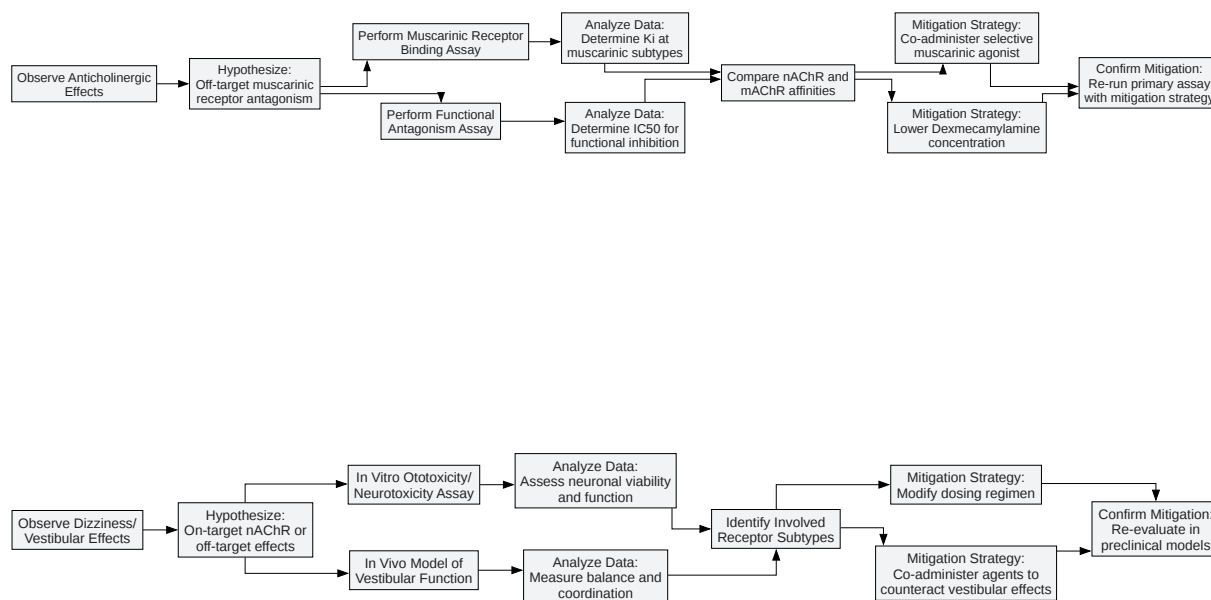 Observe Anticholinergic
Effects
Hypothesize:
Off-target muscarinic
receptor antagonism
Perform Muscarinic Receptor
Binding Assay
Perform Functional
Antagonism Assay
Analyze Data:
Determine Ki at
muscarinic subtypes
Analyze Data:
Determine IC50 for
functional inhibition
Compare nAChR and
mAChR affinities
Mitigation Strategy:
Co-administer selective
muscarinic agonist
Mitigation Strategy:
Lower Dexmecamylamine
concentration
Confirm Mitigation:
Re-run primary assay
with mitigation strategy
Observe Dizziness/
Vestibular Effects
Hypothesize:
On-target nAChR or
off-target effects
In Vitro Ototoxicity/
Neurotoxicity Assay
In Vivo Model of
Vestibular Function
Analyze Data:
Assess neuronal viability
and function
Analyze Data:
Measure balance and
coordination
Identify Involved
Receptor Subtypes
Mitigation Strategy:
Modify dosing regimen
Mitigation Strategy:
Co-administer agents to
counteract vestibular effects
Confirm Mitigation:
Re-evaluate in
preclinical models